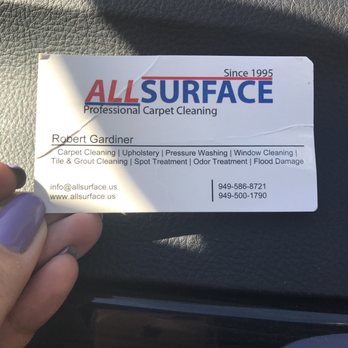 Since 1995
ALLSURFACE
Professional Carpet Cleaning
Robert Gardiner
Carpet Cleaning | Upholstery | Pressure Washing | Window Cleaning |
Tile & Grout Cleaning | Spot Treatment | Odor Treatment | Flood Damage
info@allsurface.us
www.allsurface.us
949-586-8721
949-500-1790